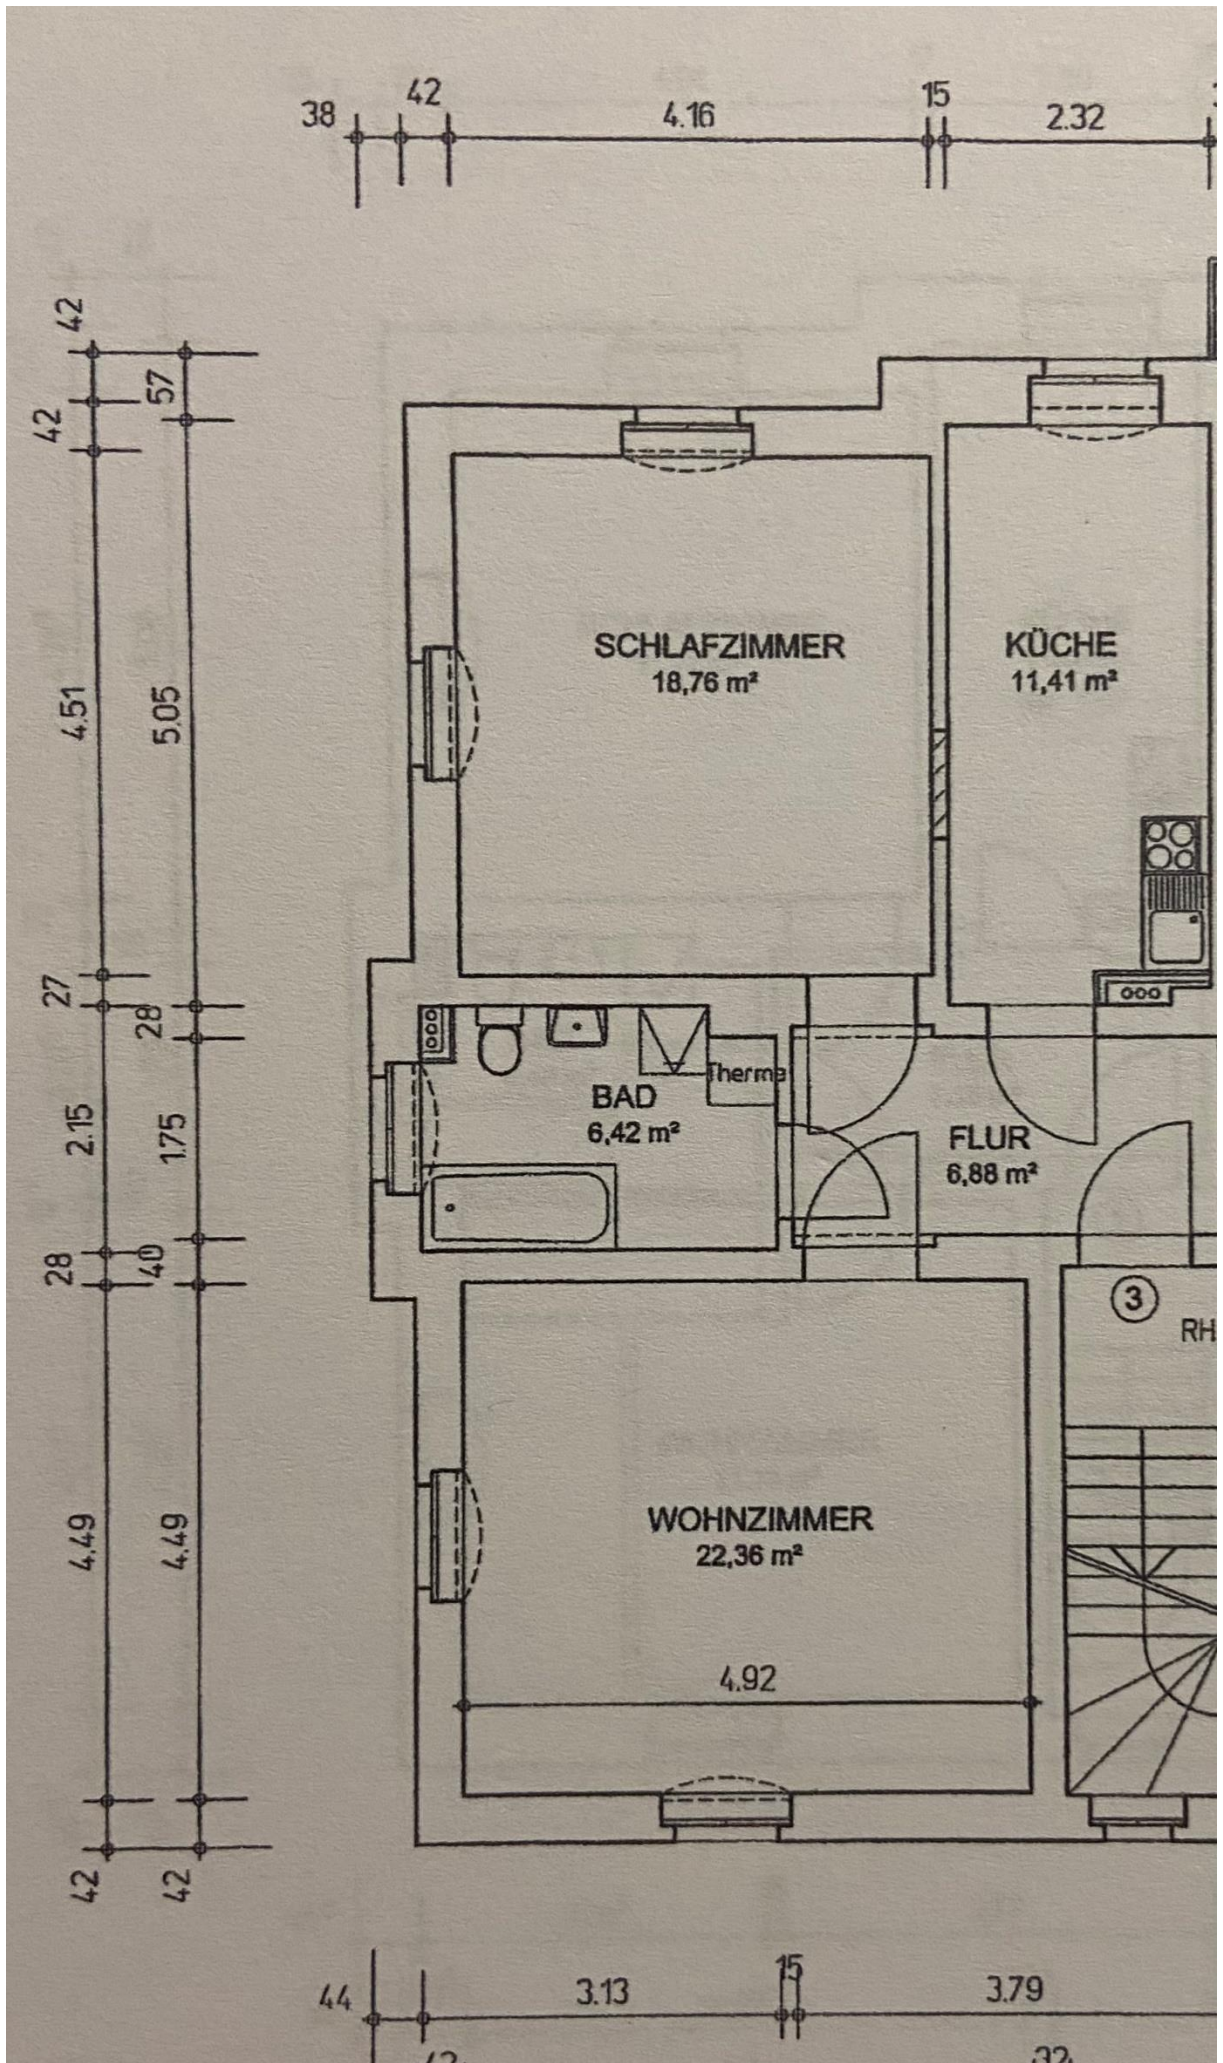 38
42
4.16
15
2.32
42
57
42
4.51
5.05
SCHLAFZIMMER
18,76 m²
KÜCHE
11,41 m²
27
28
Therme
BAD
6,42 m²
2.15
1.75
FLUR
6,88 m²
28
40
3
RH
4.49
4.49
WOHNZIMMER
22,36 m²
4.92
42
42
44
3.13
15
3.79